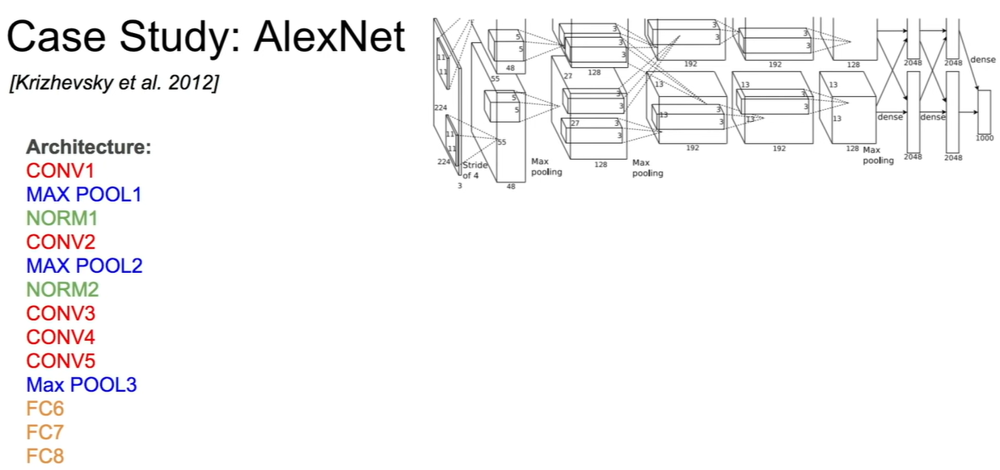 Case Study: AlexNet
[Krizhevsky et al. 2012]
Architecture:
CONV1
MAX POOL1
NORM1
CONV2
MAX POOL2
NORM2
CONV3
CONV4
CONV5
Max POOL3
FC6
FC7
FC8
11
11
224
11
11
224
3
Stride
of 4
5
5
48
55
5
5
55
48
Max
pooling
3
3
128
27
3
3
27
3
3
128
Max
pooling
3
3
192
13
13
3
3
192
3
3
192
13
3
3
13
192
128
13
13
128
Max
pooling
dense
2048
2048
dense
2048
2048
dense
1000